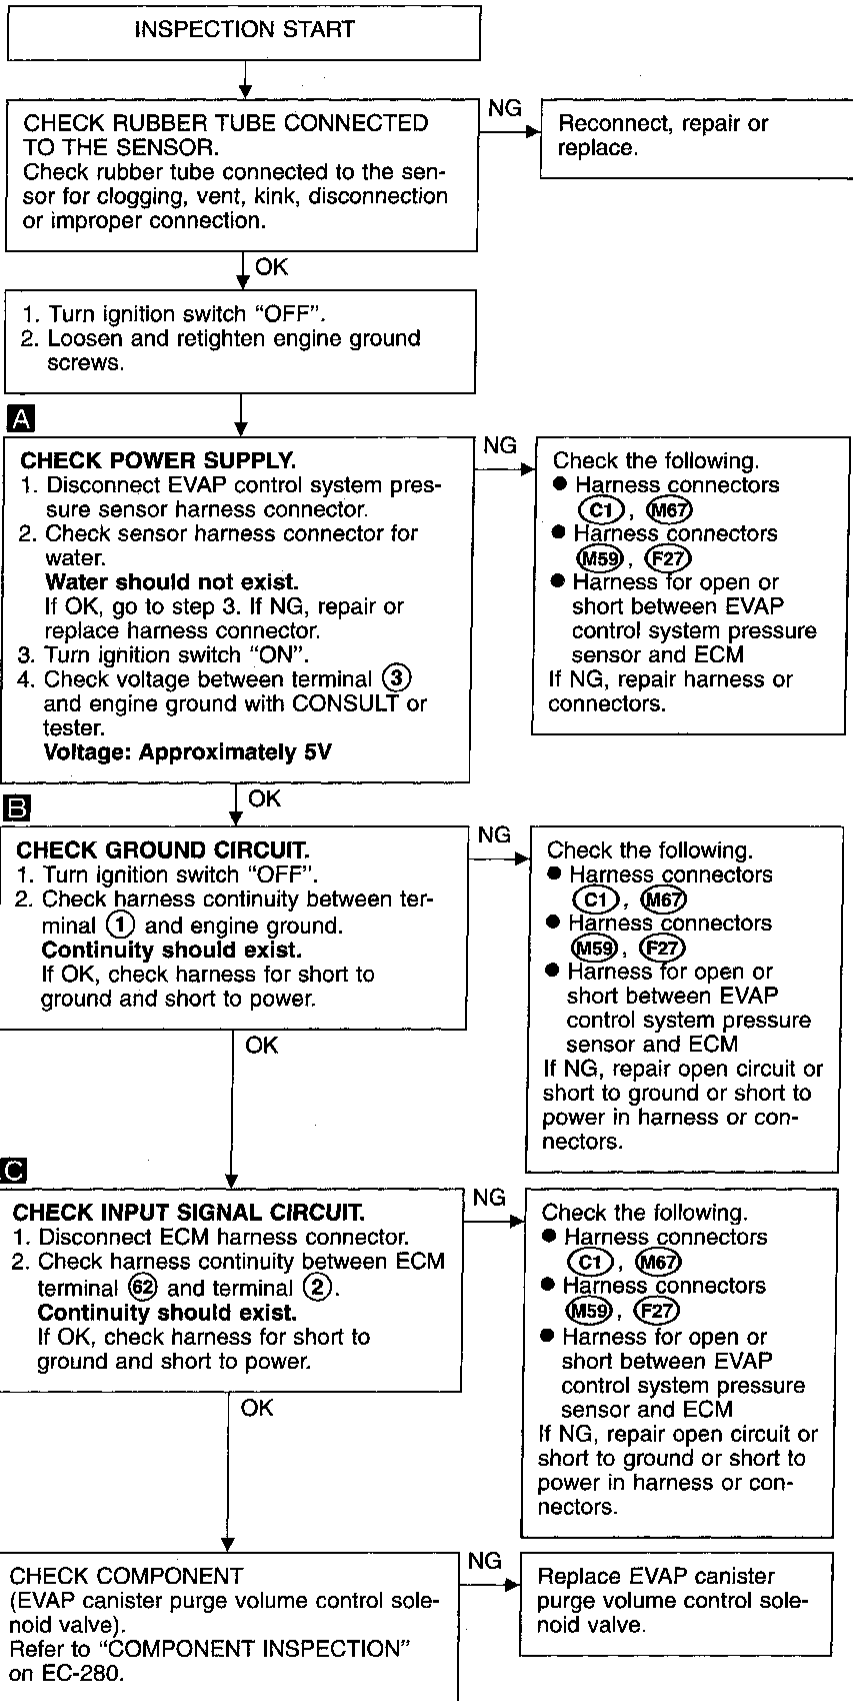 INSPECTION START
CHECK RUBBER TUBE CONNECTED
TO THE SENSOR.
Check rubber tube connected to the sen-
sor for clogging, vent, kink, disconnection
or improper connection.
NG
Reconnect, repair or
replace.
OK
1. Turn ignition switch “OFF”.
2. Loosen and retighten engine ground
screws.
A
CHECK POWER SUPPLY.
1. Disconnect EVAP control system pres-
sure sensor harness connector.
2. Check sensor harness connector for
water.
Water should not exist.
If OK, go to step 3. If NG, repair or
replace harness connector.
3. Turn ignition switch “ON”.
4. Check voltage between terminal 3
and engine ground with CONSULT or
tester.
Voltage: Approximately 5V
NG
Check the following.
● Harness connectors
C1, M67
● Harness connectors
M59, F27
● Harness for open or
short between EVAP
control system pressure
sensor and ECM
If NG, repair harness or
connectors.
OK
B
CHECK GROUND CIRCUIT.
1. Turn ignition switch “OFF”.
2. Check harness continuity between ter-
minal 1 and engine ground.
Continuity should exist.
If OK, check harness for short to
ground and short to power.
NG
Check the following.
● Harness connectors
C1, M67
● Harness connectors
M59, F27
● Harness for open or
short between EVAP
control system pressure
sensor and ECM
If NG, repair open circuit or
short to ground or short to
power in harness or con-
nectors.
OK
C
CHECK INPUT SIGNAL CIRCUIT.
1. Disconnect ECM harness connector.
2. Check harness continuity between ECM
terminal 62 and terminal 2.
Continuity should exist.
If OK, check harness for short to
ground and short to power.
NG
Check the following.
● Harness connectors
C1, M67
● Harness connectors
M59, F27
● Harness for open or
short between EVAP
control system pressure
sensor and ECM
If NG, repair open circuit or
short to ground or short to
power in harness or con-
nectors.
OK
CHECK COMPONENT
(EVAP canister purge volume control sole-
noid valve).
Refer to “COMPONENT INSPECTION”
on EC-280.
NG
Replace EVAP canister
purge volume control sole-
noid valve.